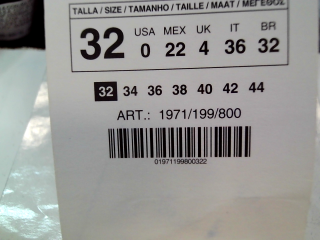 TALLA / SIZE / TAMANHO / TAILLE / MAAT / ΜΕΓΕΘΟΣ
32 USA MEX UK IT BR
0 22 4 36 32
32 34 36 38 40 42 44
ART.: 1971/199/800
01971199800322